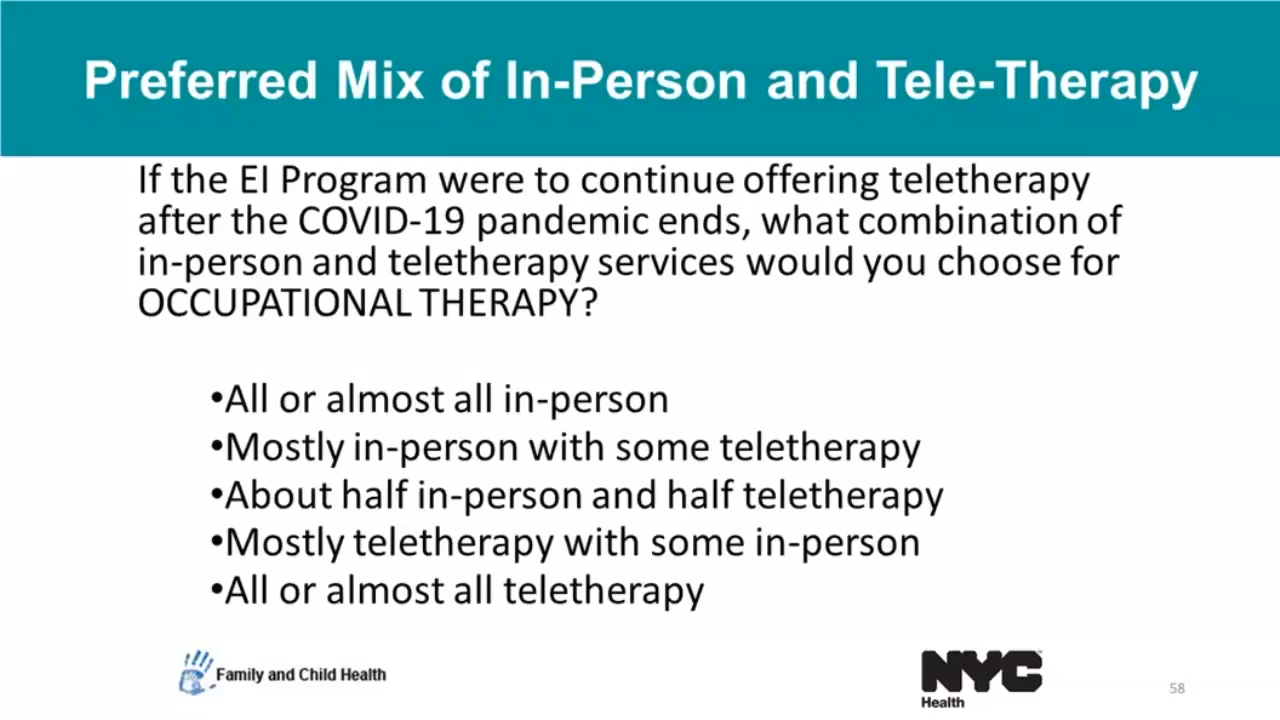 Preferred Mix of In-Person and Tele-Therapy
If the EI Program were to continue offering teletherapy
after the COVID-19 pandemic ends, what combination of
in-person and teletherapy services would you choose for
OCCUPATIONAL THERAPY?
•All or almost all in-person
•Mostly in-person with some teletherapy
•About half in-person and half teletherapy
•Mostly teletherapy with some in-person
•All or almost all teletherapy
Family and Child Health
NYC
Health
58